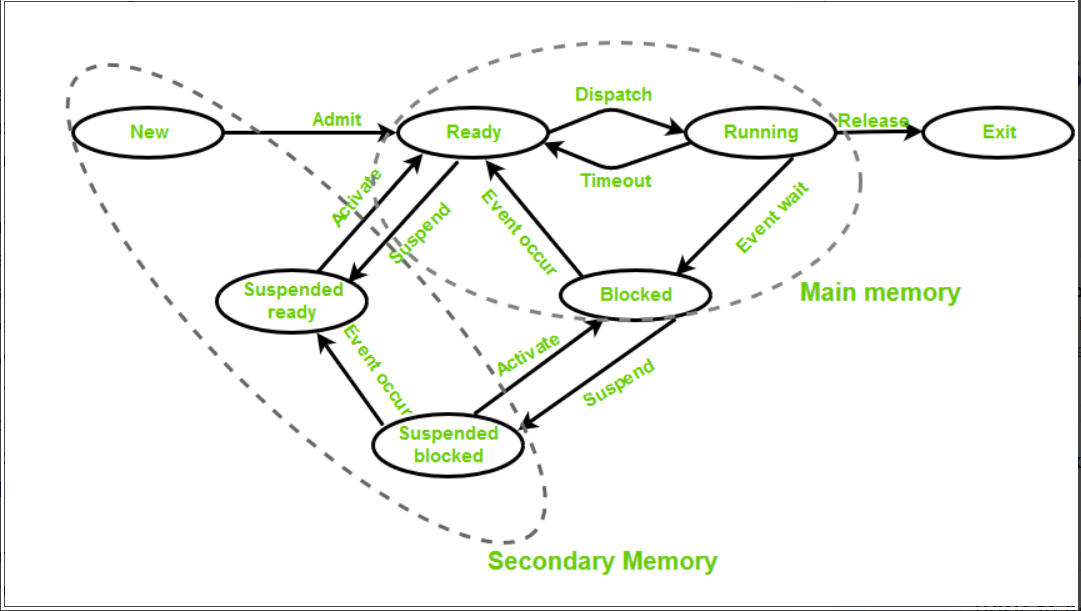 Dispatch
Admit
New
Ready
Running
Release
Exit
Timeout
Activate
Suspend
Event occur
Event wait
Suspended
ready
Blocked
Main memory
Event occur
Activate
Suspend
Suspended
blocked
Secondary Memory